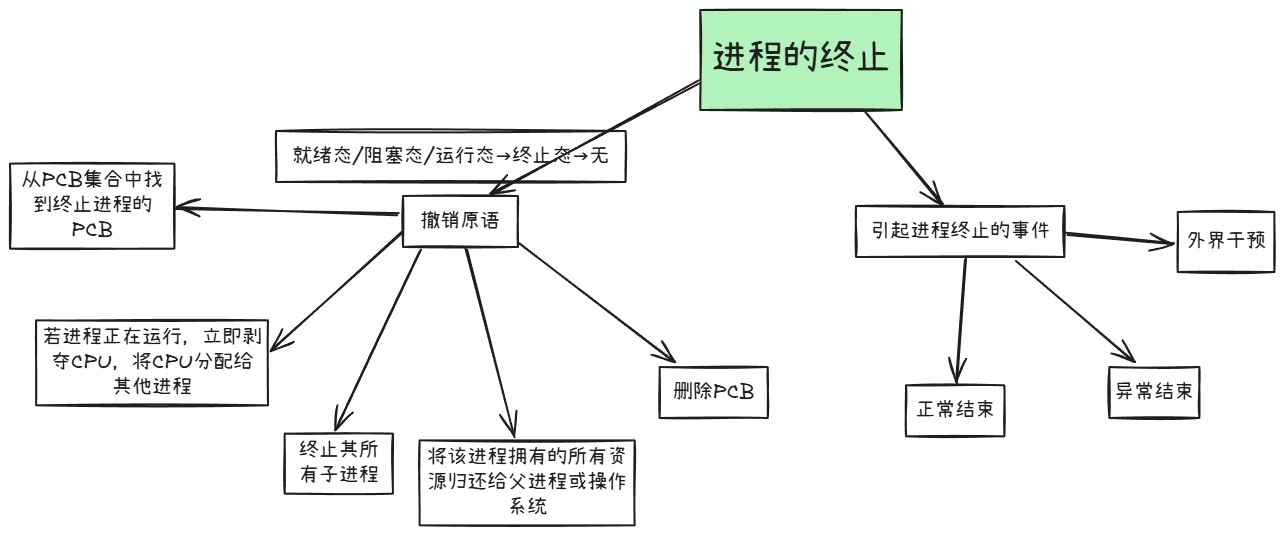 进程的终止
就绪态/阻塞态/运行态→终止态→无
从PCB集合中找
到终止进程的
PCB
撤销原语
引起进程终止的事件
外界干预
若进程正在运行，立即剥
夺CPU，将CPU分配给
其他进程
删除PCB
正常结束
异常结束
终止其所
有子进程
将该进程拥有的所有资
源归还给父进程或操作
系统